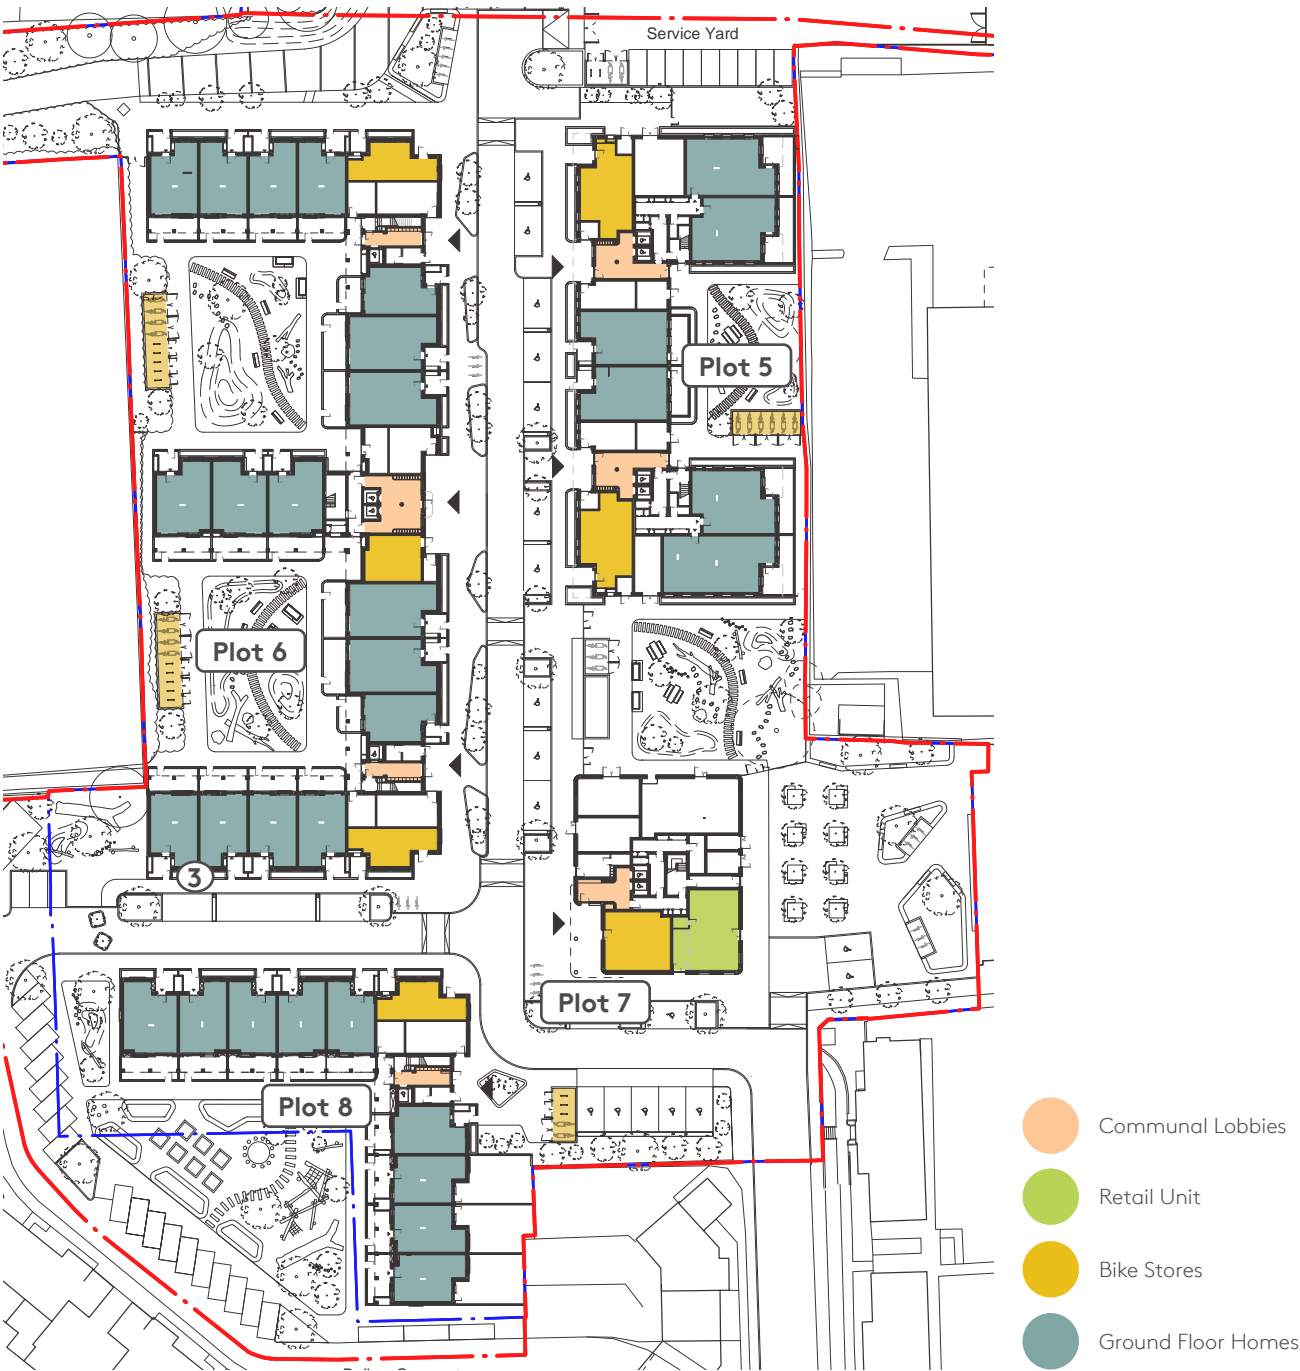 Service Yard
Plot 5
Plot 6
3
Plot 7
Plot 8
Communal Lobbies
Retail Unit
Bike Stores
Ground Floor Homes